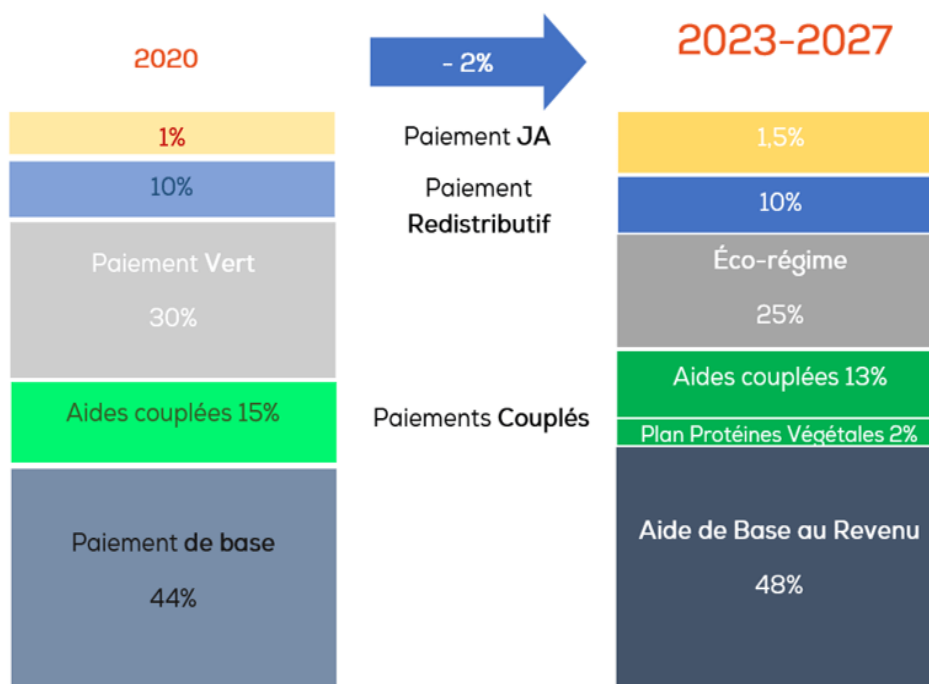 2020
- 2%
2023-2027
1%
Paiement JA
1,5%
10%
Paiement
Redistributif
10%
Paiement Vert
30%
Éco-régime
25%
Aides couplées 15%
Paiements Couplés
Aides couplées 13%
Plan Protéines Végétales 2%
Paiement de base
44%
Aide de Base au Revenu
48%